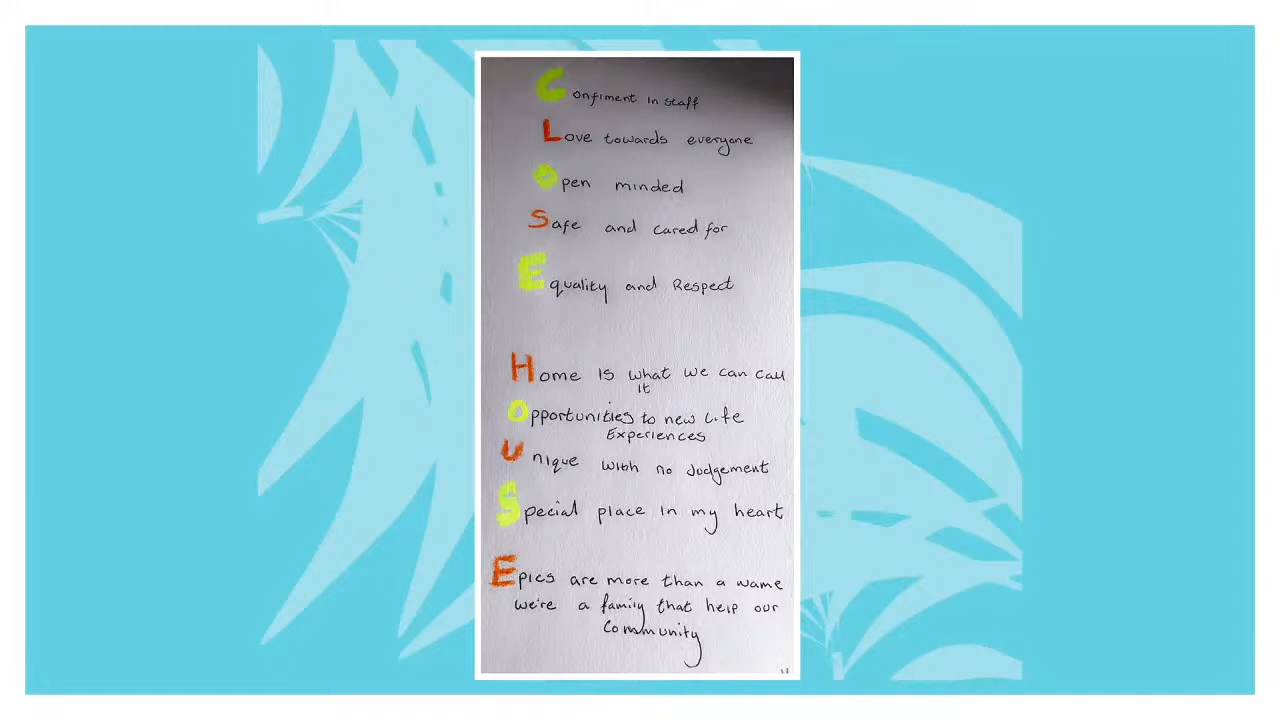 Confiment in staff
Love towards everyone
Open minded
Safe and cared for
Equality and Respect
Home is what we can call
it
Opportunities to new Life
Experiences
Unique with no Judgement
Special place in my heart
Epics are more than a wame
we're a family that help our
Community